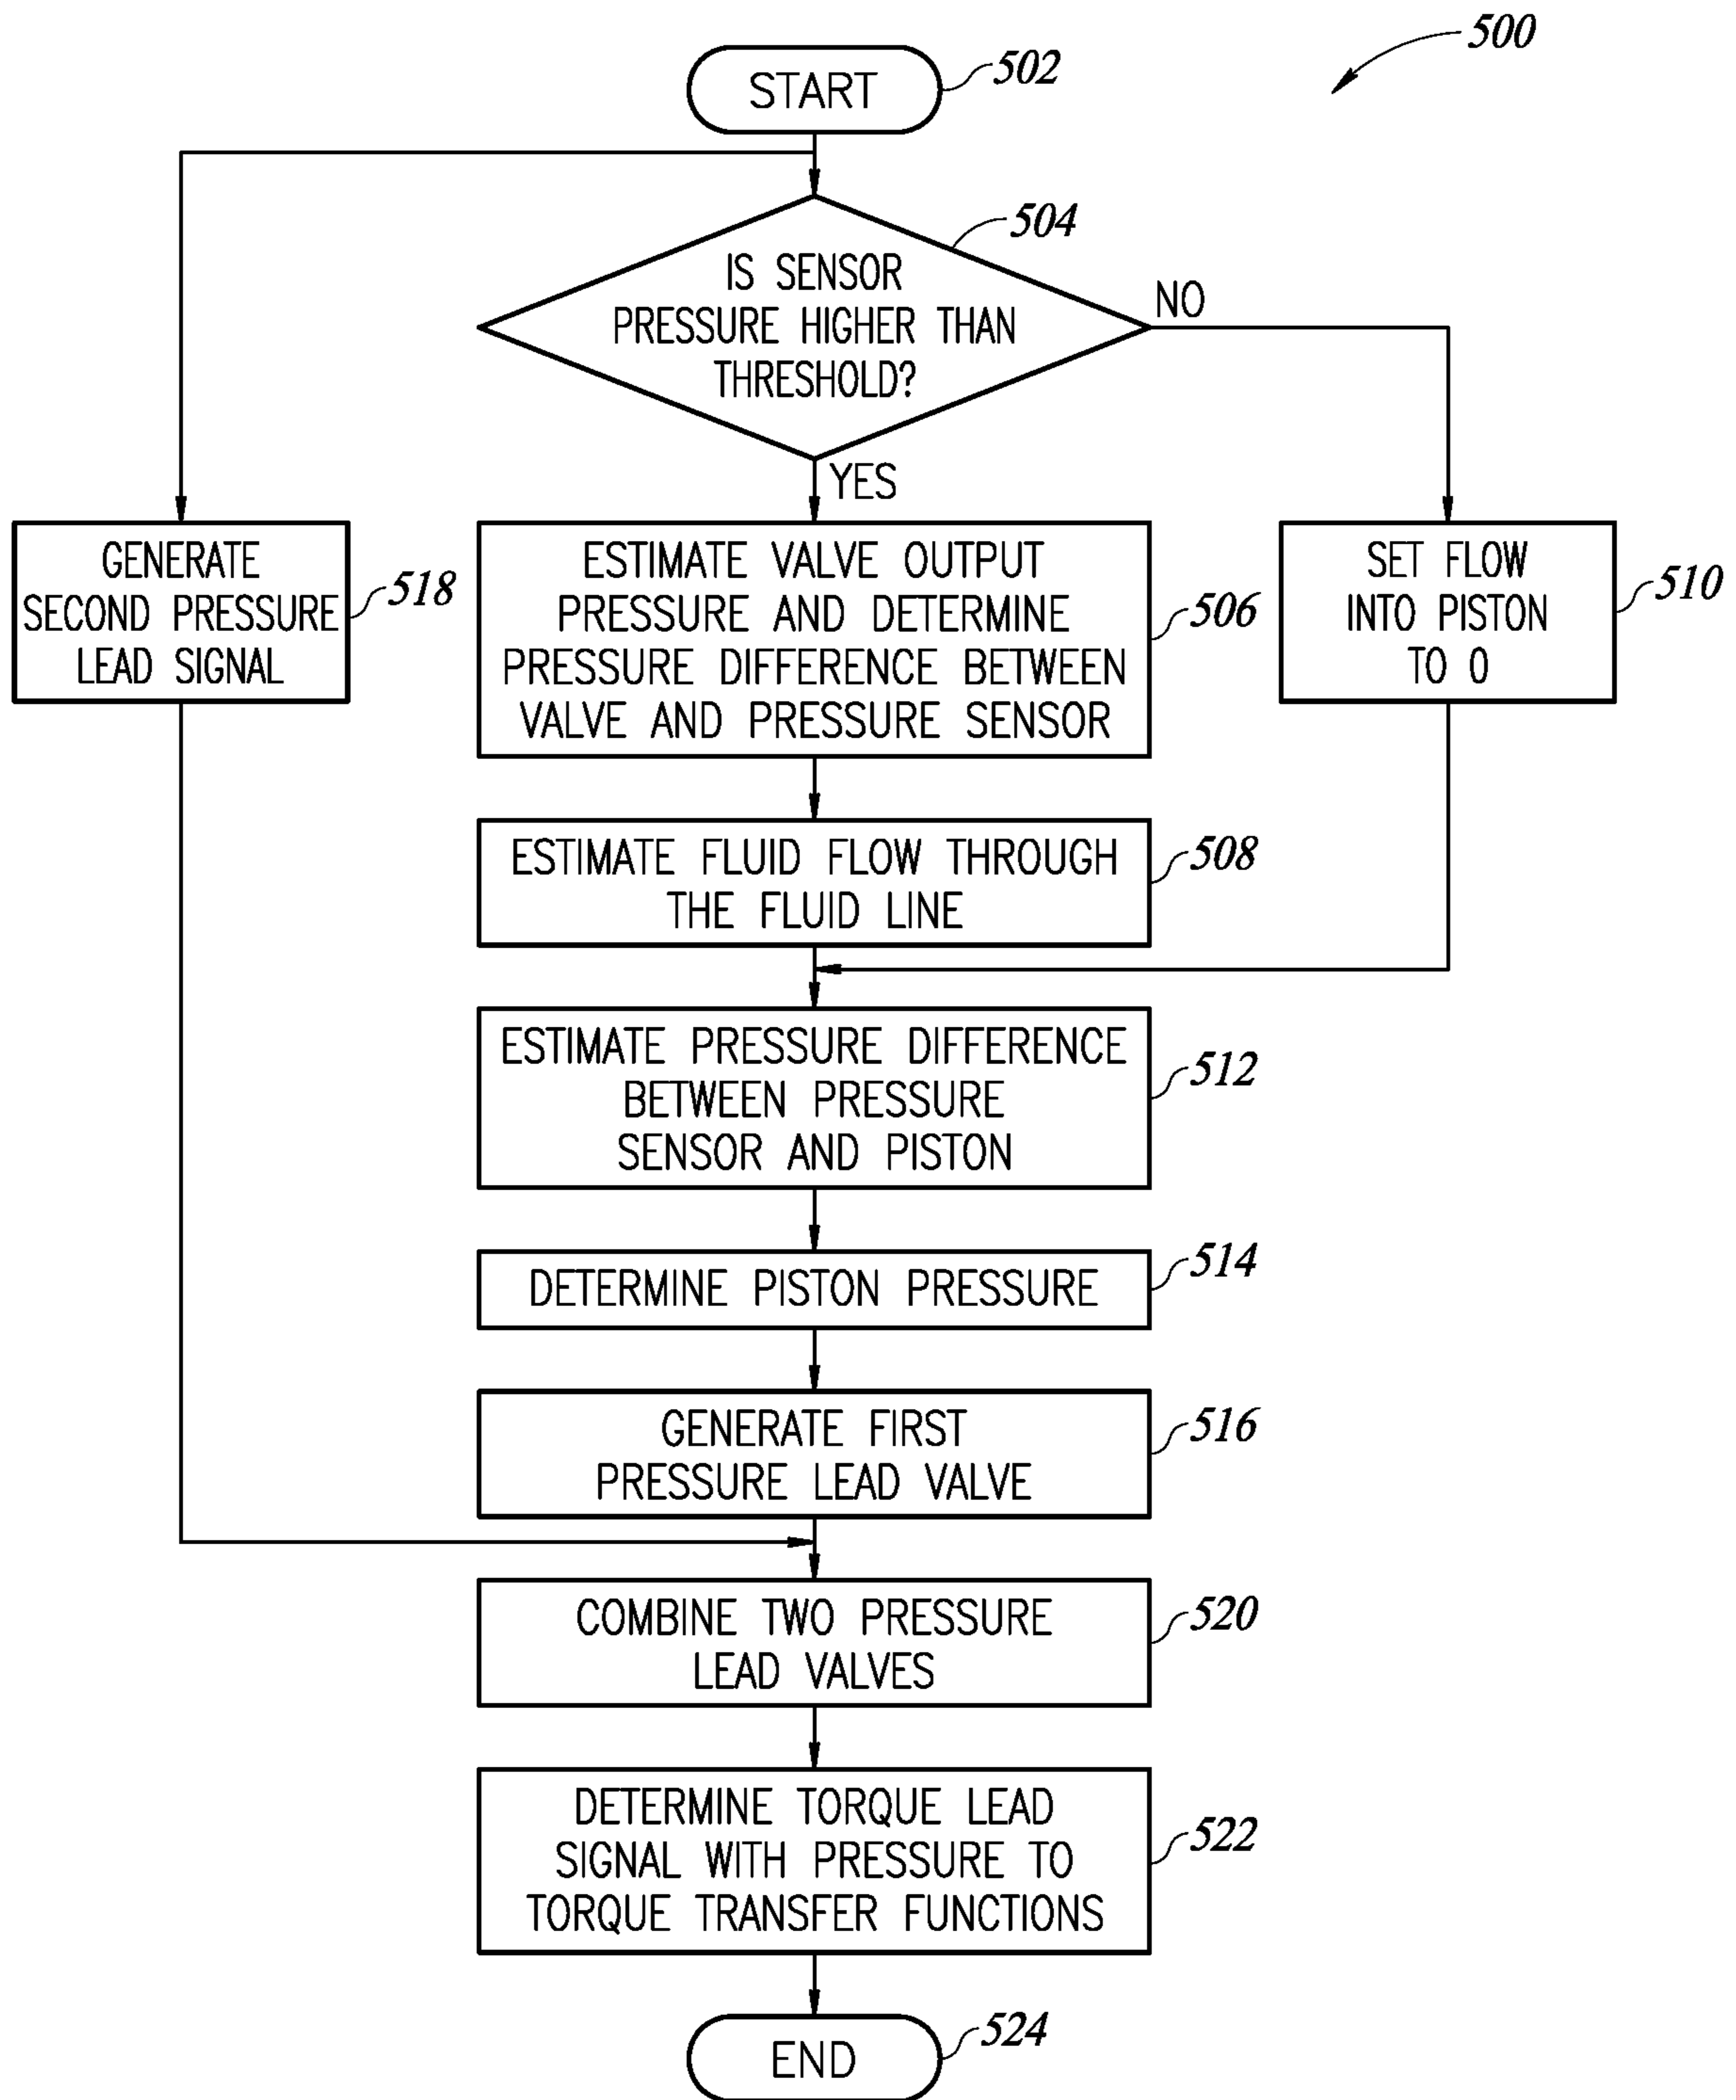 500
START
502
504
IS SENSOR
PRESSURE HIGHER THAN
THRESHOLD?
NO
YES
GENERATE
SECOND PRESSURE
LEAD SIGNAL
518
ESTIMATE VALVE OUTPUT
PRESSURE AND DETERMINE
PRESSURE DIFFERENCE BETWEEN
VALVE AND PRESSURE SENSOR
506
SET FLOW
INTO PISTON
TO 0
510
ESTIMATE FLUID FLOW THROUGH
THE FLUID LINE
508
ESTIMATE PRESSURE DIFFERENCE
BETWEEN PRESSURE
SENSOR AND PISTON
512
DETERMINE PISTON PRESSURE
514
GENERATE FIRST
PRESSURE LEAD VALVE
516
COMBINE TWO PRESSURE
LEAD VALVES
520
DETERMINE TORQUE LEAD
SIGNAL WITH PRESSURE TO
TORQUE TRANSFER FUNCTIONS
522
END
524